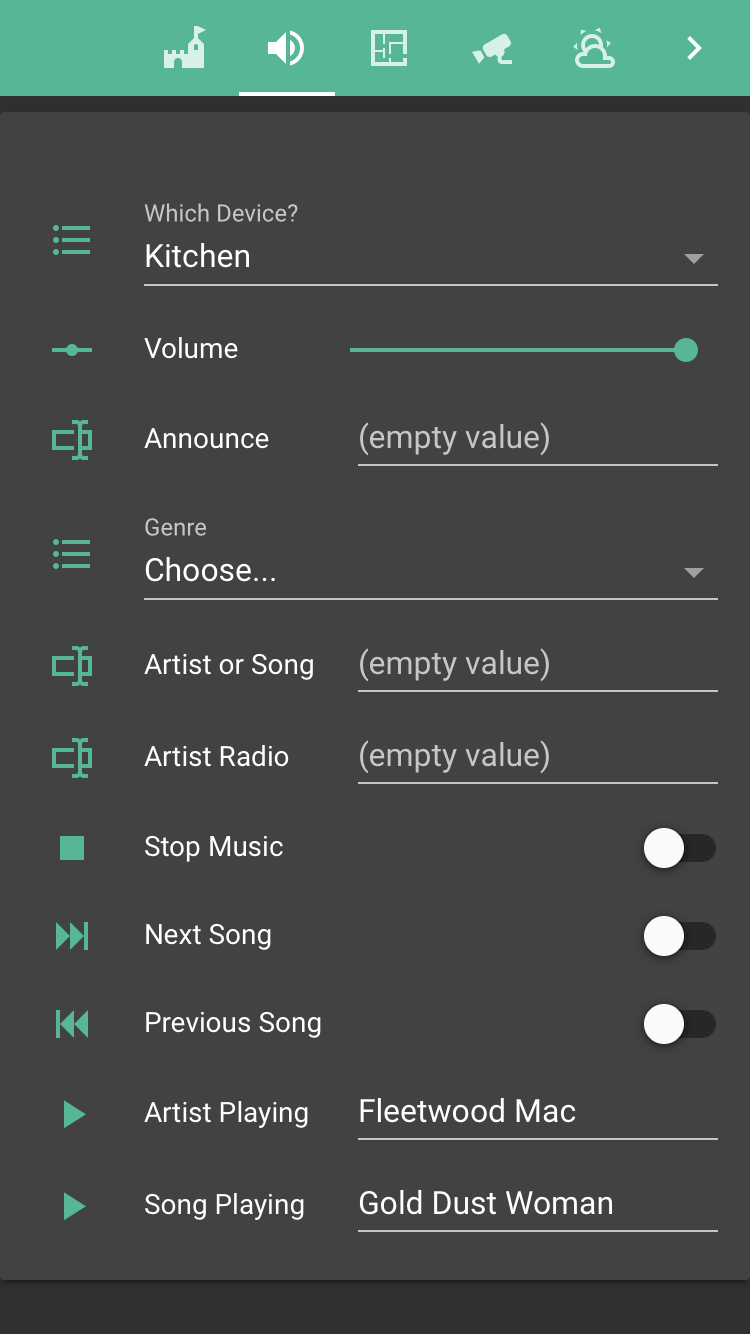 Which Device?
Kitchen
Volume
Announce (empty value)
Genre
Choose...
Artist or Song (empty value)
Artist Radio (empty value)
Stop Music
Next Song
Previous Song
Artist Playing Fleetwood Mac
Song Playing Gold Dust Woman